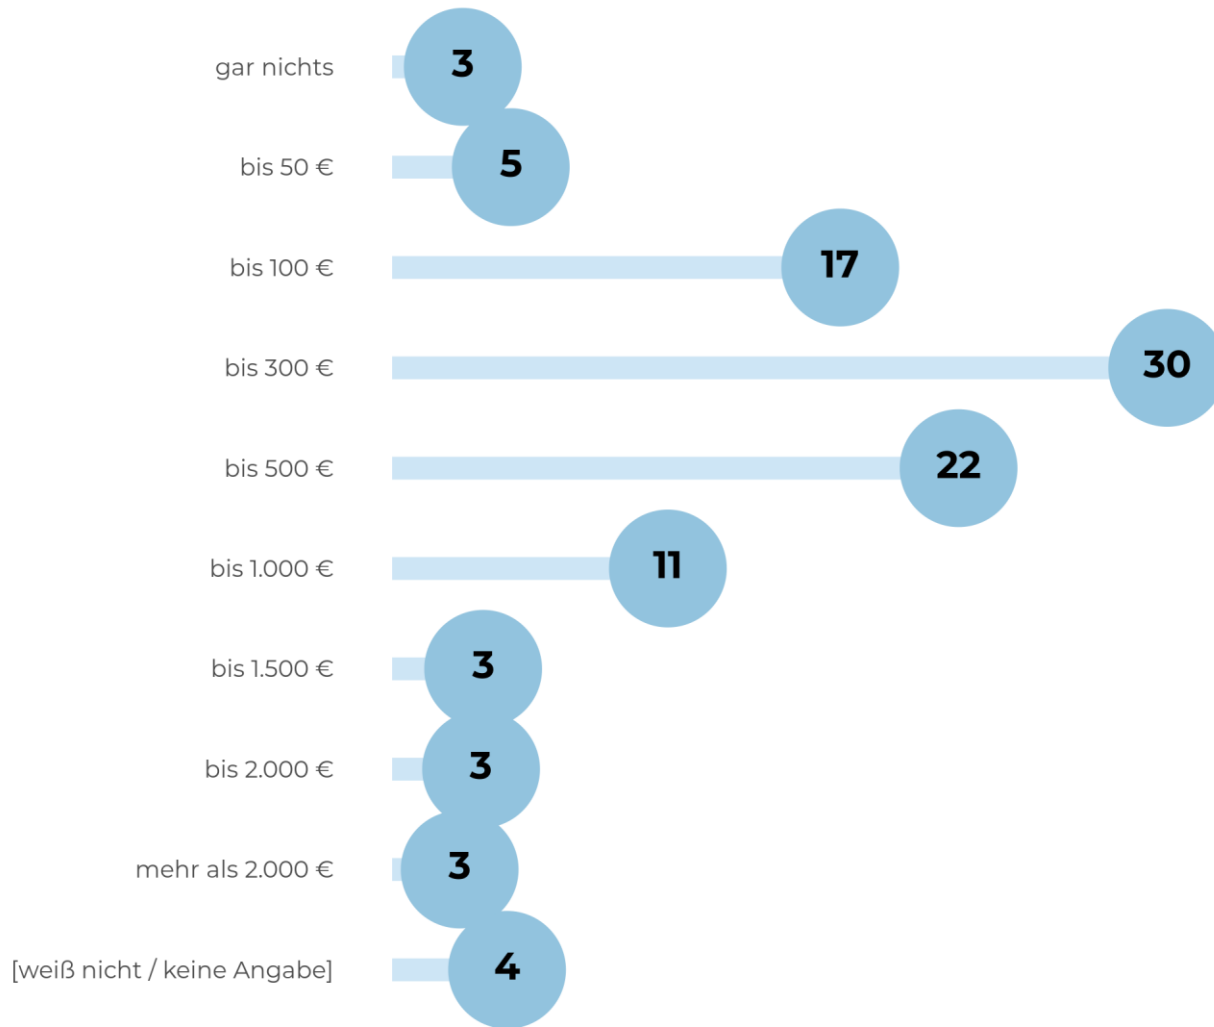 gar nichts 3
bis 50 € 5
bis 100 € 17
bis 300 € 30
bis 500 € 22
bis 1.000 € 11
bis 1.500 € 3
bis 2.000 € 3
mehr als 2.000 € 3
[weiß nicht / keine Angabe] 4